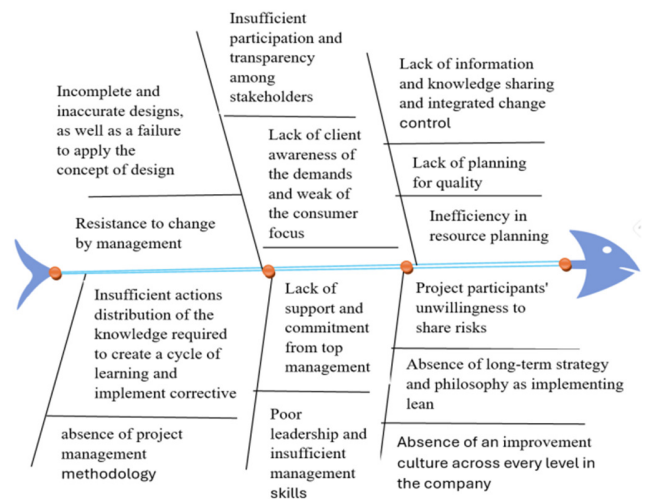 Insufficient
participation and
transparency
among
stakeholders
Lack of information
and knowledge sharing
and integrated change
control
Incomplete and
inaccurate designs,
as well as a failure
to apply the
concept of design
Lack of client
awareness of
the demands
and weak of
the consumer
focus
Lack of planning
for quality
Resistance to change
by management
Inefficiency in
resource planning
Insufficient actions
distribution of the
knowledge required
to create a cycle of
learning and
implement corrective
Lack of
support and
commitment
from top
management
Project participants'
unwillingness to
share risks
Absence of long-term strategy
and philosophy as implementing
lean
absence of project
management
methodology
Poor
leadership and
insufficient
management
skills
Absence of an improvement
culture across every level in
the company